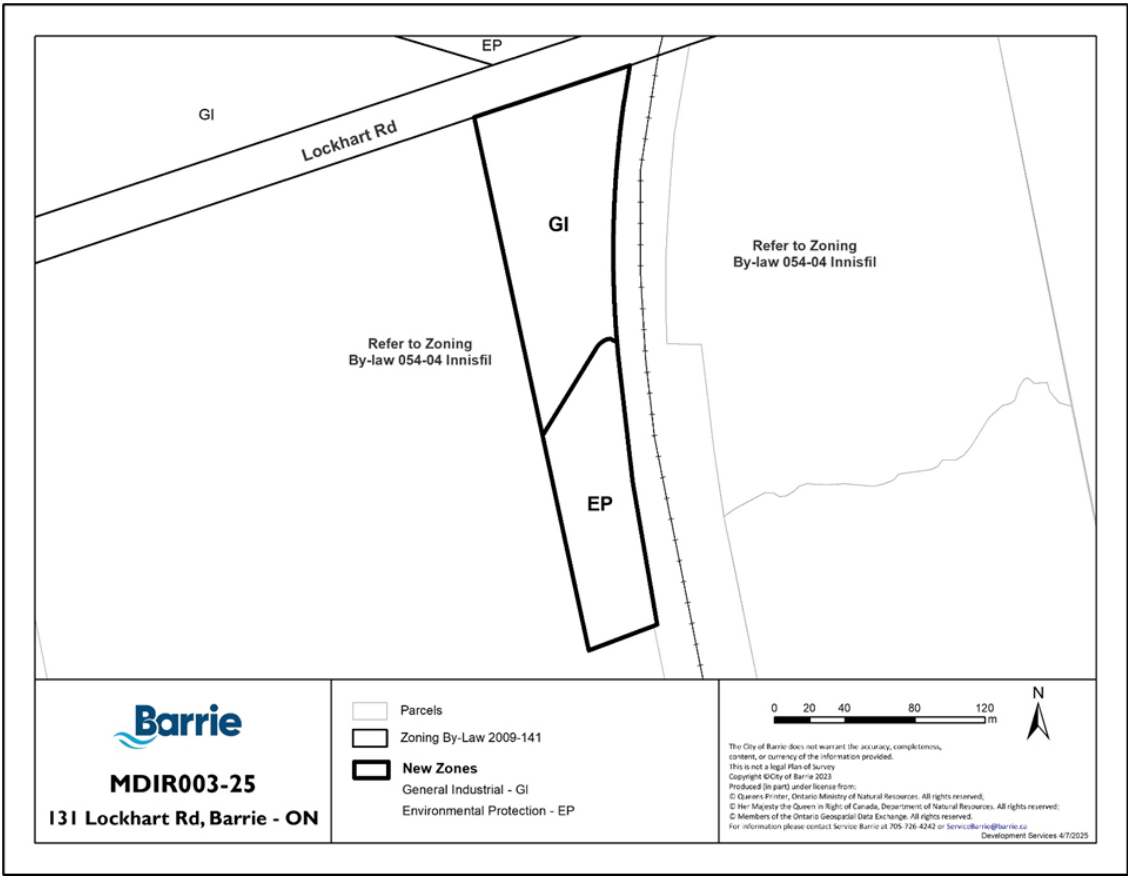 EP
GI
Lockhart Rd
GI
Refer to Zoning
By-law 054-04 Innisfil
Refer to Zoning
By-law 054-04 Innisfil
EP
Barrie
MDIR003-25
131 Lockhart Rd, Barrie - ON
Parcels
Zoning By-Law 2009-141
New Zones
General Industrial - GI
Environmental Protection - EP
0 20 40 80 120
m
N
The City of Barrie does not warrant the accuracy, completeness,
content, or currency of the information provided.
This is not a legal Plan of Survey
Copyright ©City of Barrie 2023
Produced (in part) under license from:
© Queens Printer, Ontario Ministry of Natural Resources. All rights reserved;
© Her Majesty the Queen in Right of Canada, Department of Natural Resources. All rights reserved;
© Members of the Ontario Geospatial Data Exchange. All rights reserved.
For information please contact Service Barrie at 705-726-4242 or ServiceBarrie@barrie.ca
Development Services 4/7/2025